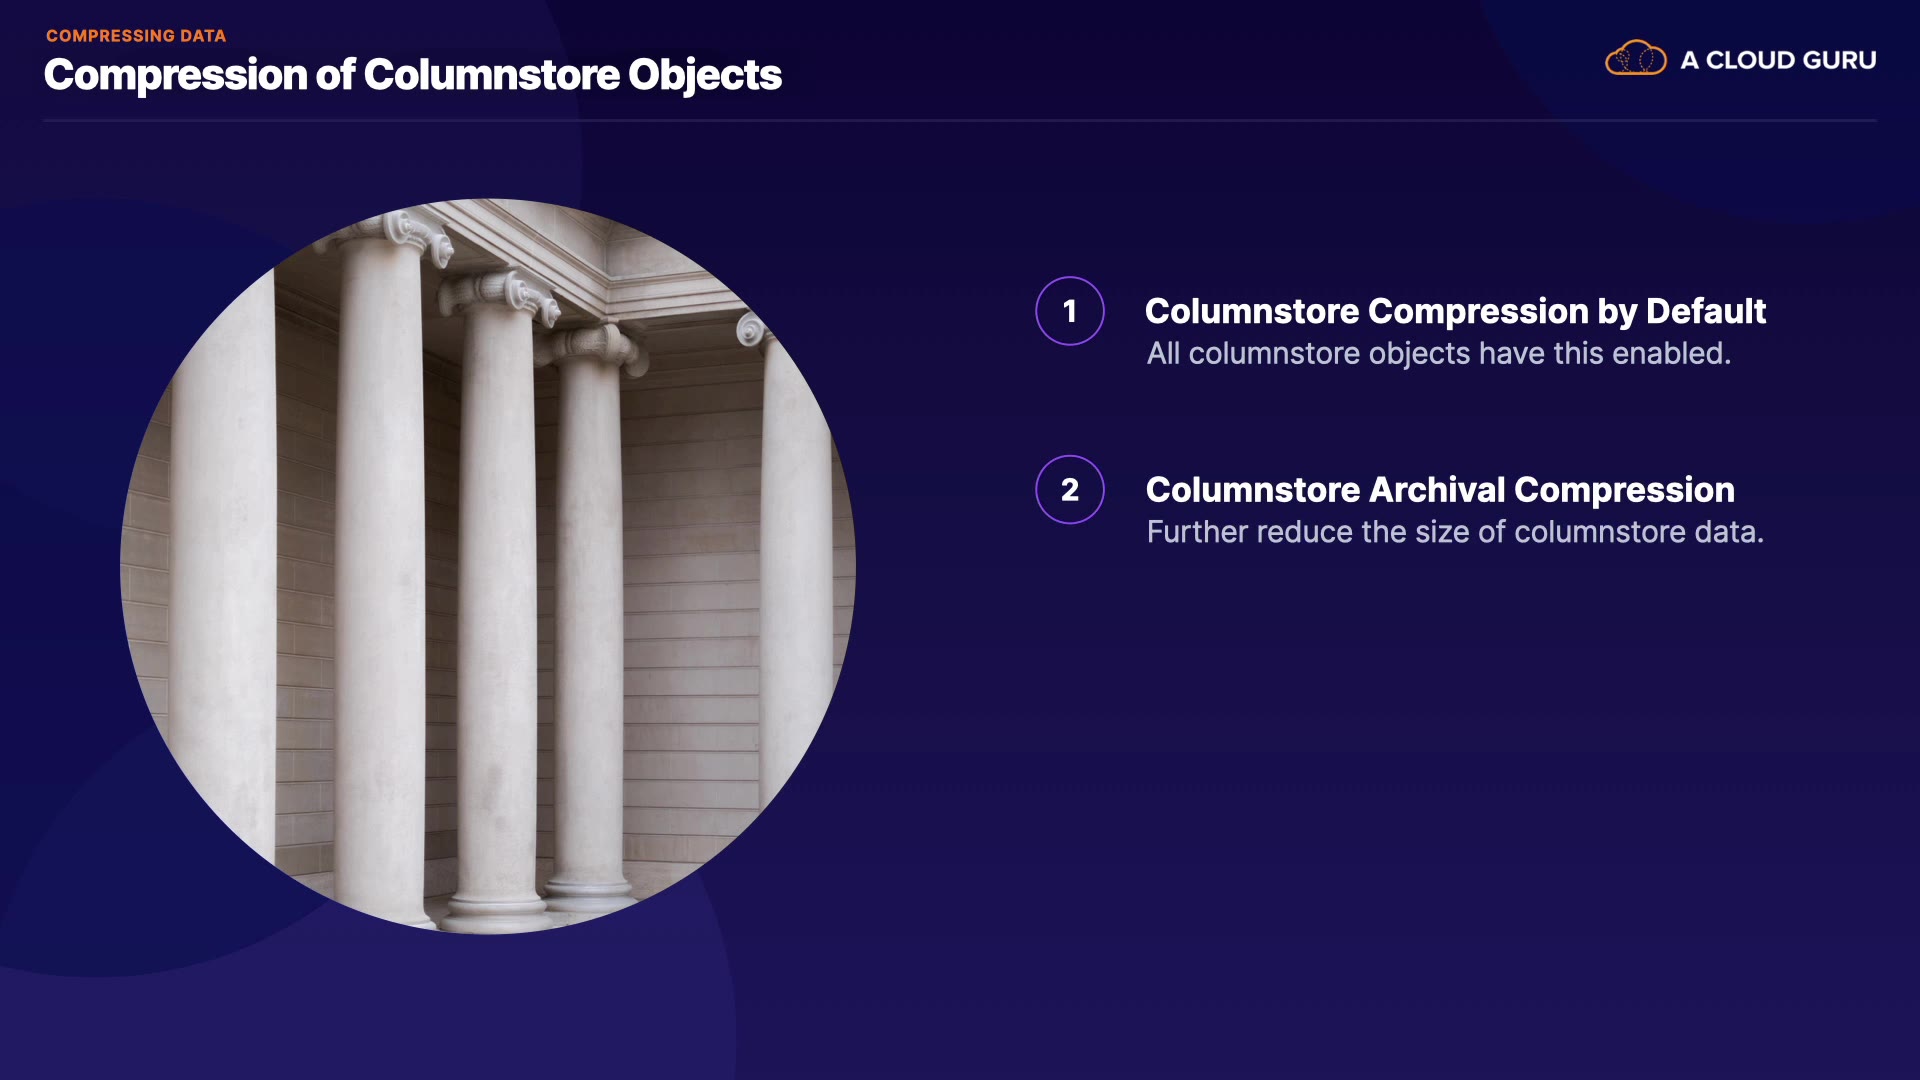 COMPRESSING DATA
Compression of Columnstore Objects
A CLOUD GURU
1
Columnstore Compression by Default
All columnstore objects have this enabled.
2
Columnstore Archival Compression
Further reduce the size of columnstore data.